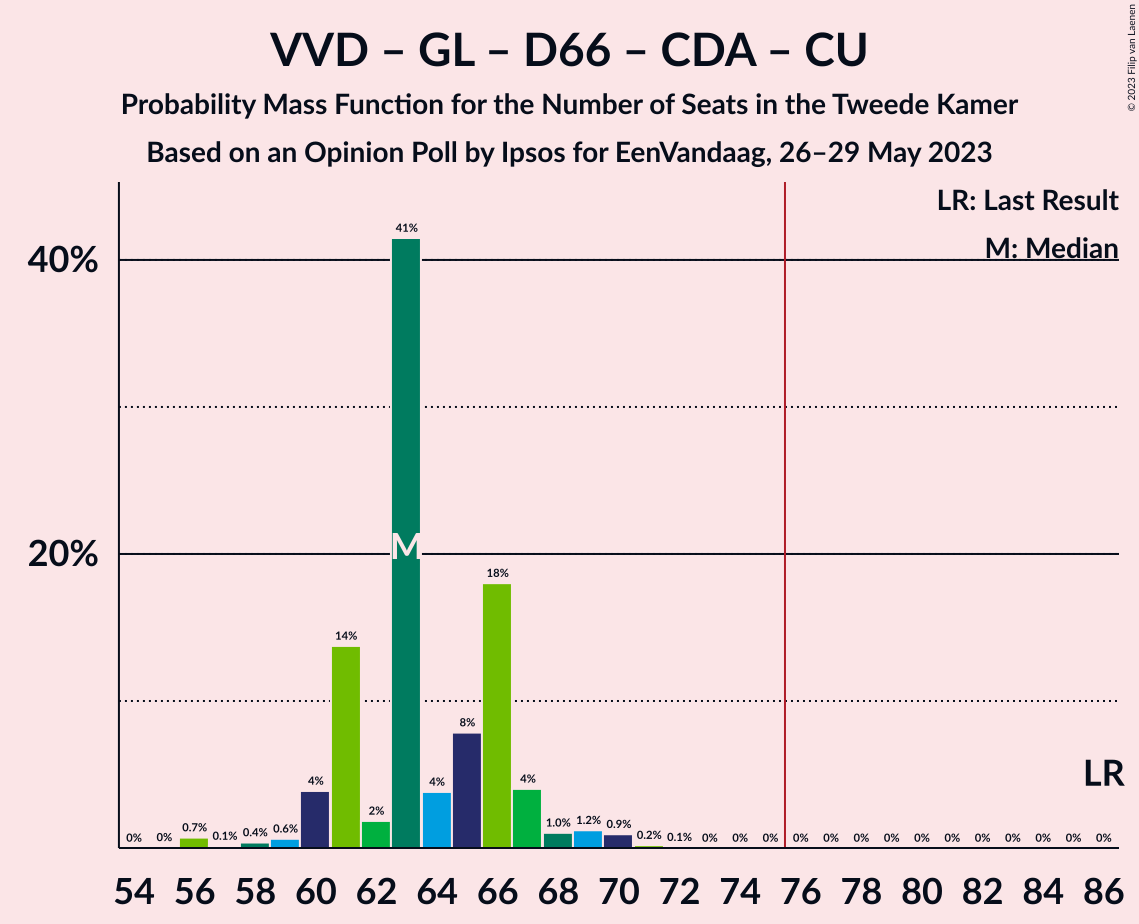 VVD – GL – D66 – CDA – CU
Probability Mass Function for the Number of Seats in the Tweede Kamer
Based on an Opinion Poll by Ipsos for EenVandaag, 26–29 May 2023
© 2023 Filip van Laenen
LR: Last Result
M: Median
40%
20%
0% 0% 0.7% 0.1% 0.4% 0.6% 4% 14% 2% 41% 4% 8% 18% 4% 1.0% 1.2% 0.9% 0.2% 0.1% 0% 0% 0% 0% 0% 0% 0% 0% 0% 0% 0% 0% 0% 0%
M
LR
54 56 58 60 62 64 66 68 70 72 74 76 78 80 82 84 86